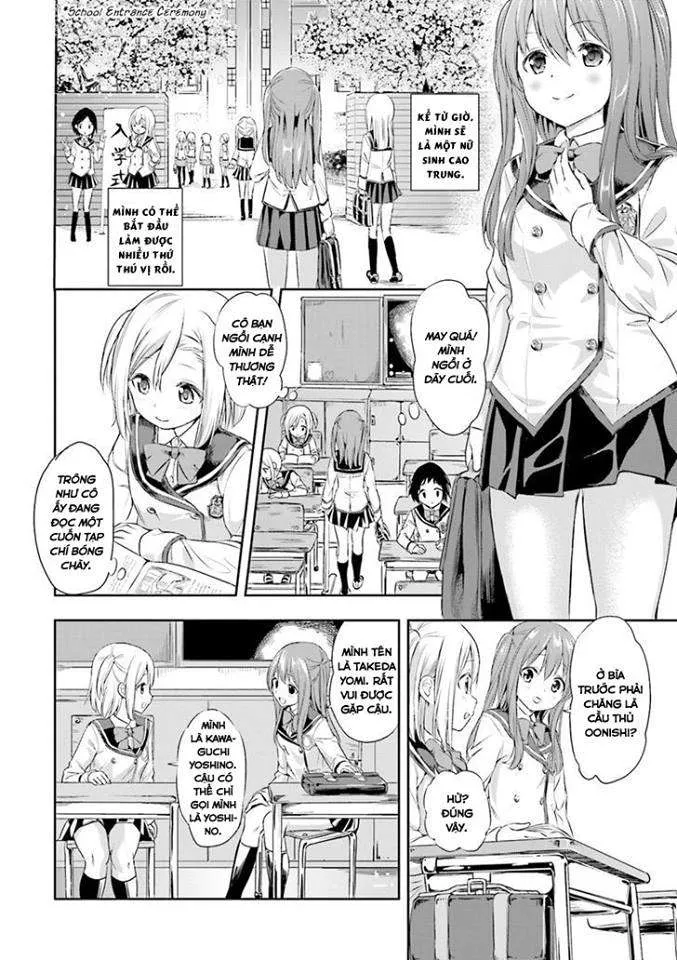 School Entrance Ceremony
KỂ TỪ GIỜ,
MÌNH SẼ
LÀ MỘT NỮ
SINH CAO
TRUNG.
入学式
MÌNH CÓ THỂ
BẮT ĐẦU
LÀM ĐƯỢC
NHIỀU THỨ
THÚ VỊ RỒI.
MAY QUÁ!
MÌNH
NGỒI Ở
DÃY CUỐI.
CÔ BẠN
NGỒI CẠNH
MÌNH DỄ
THƯƠNG
THẬT!
TRÔNG
NHƯ CÔ
ẤY ĐANG
ĐỌC MỘT
CUỐN TẠP
CHÍ BÓNG
CHÀY.
Ở BÌA
TRƯỚC PHẢI
CHĂNG LÀ
CẦU THỦ
OONISHI?
HỬ?
ĐÚNG
VẬY.
MÌNH TÊN
LÀ TAKEDA
YOMI. RẤT
VUI ĐƯỢC
GẶP CẬU.
MÌNH
LÀ KAWA-
GUCHI
YOSHINO.
CẬU CÓ
THỂ CHỈ
GỌI MÌNH
LÀ YOSHI-
NO.